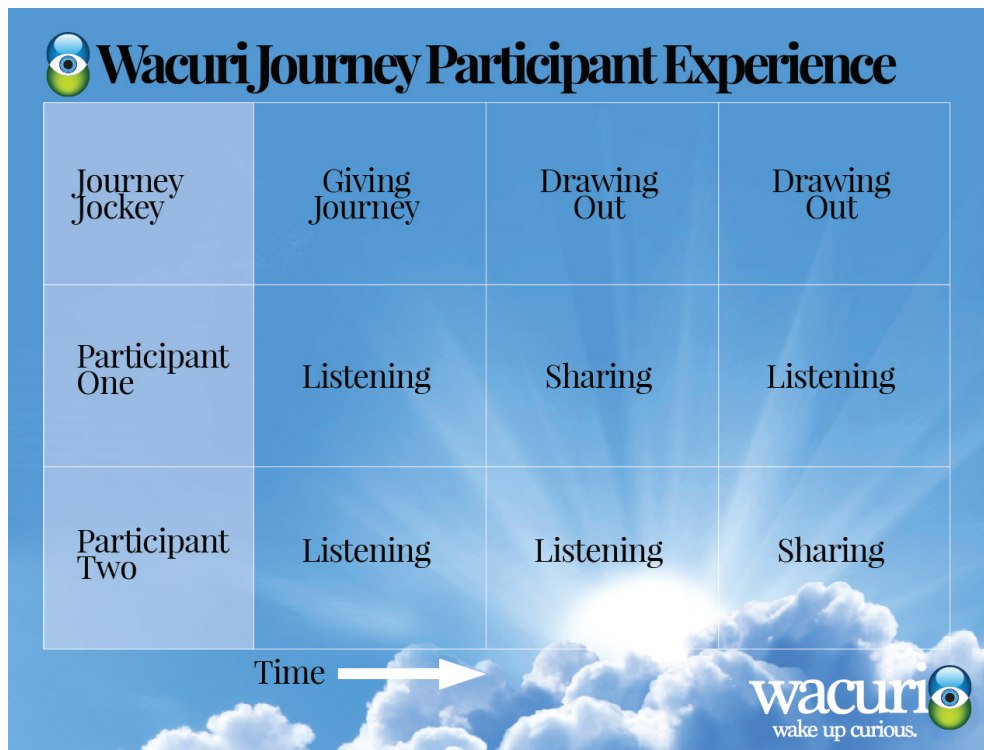 Wacuri Journey Participant Experience
Journey
Jockey
Giving
Journey
Drawing
Out
Drawing
Out
Participant
One
Listening
Sharing
Listening
Participant
Two
Listening
Listening
Sharing
Time
wacuri
wake up curious.